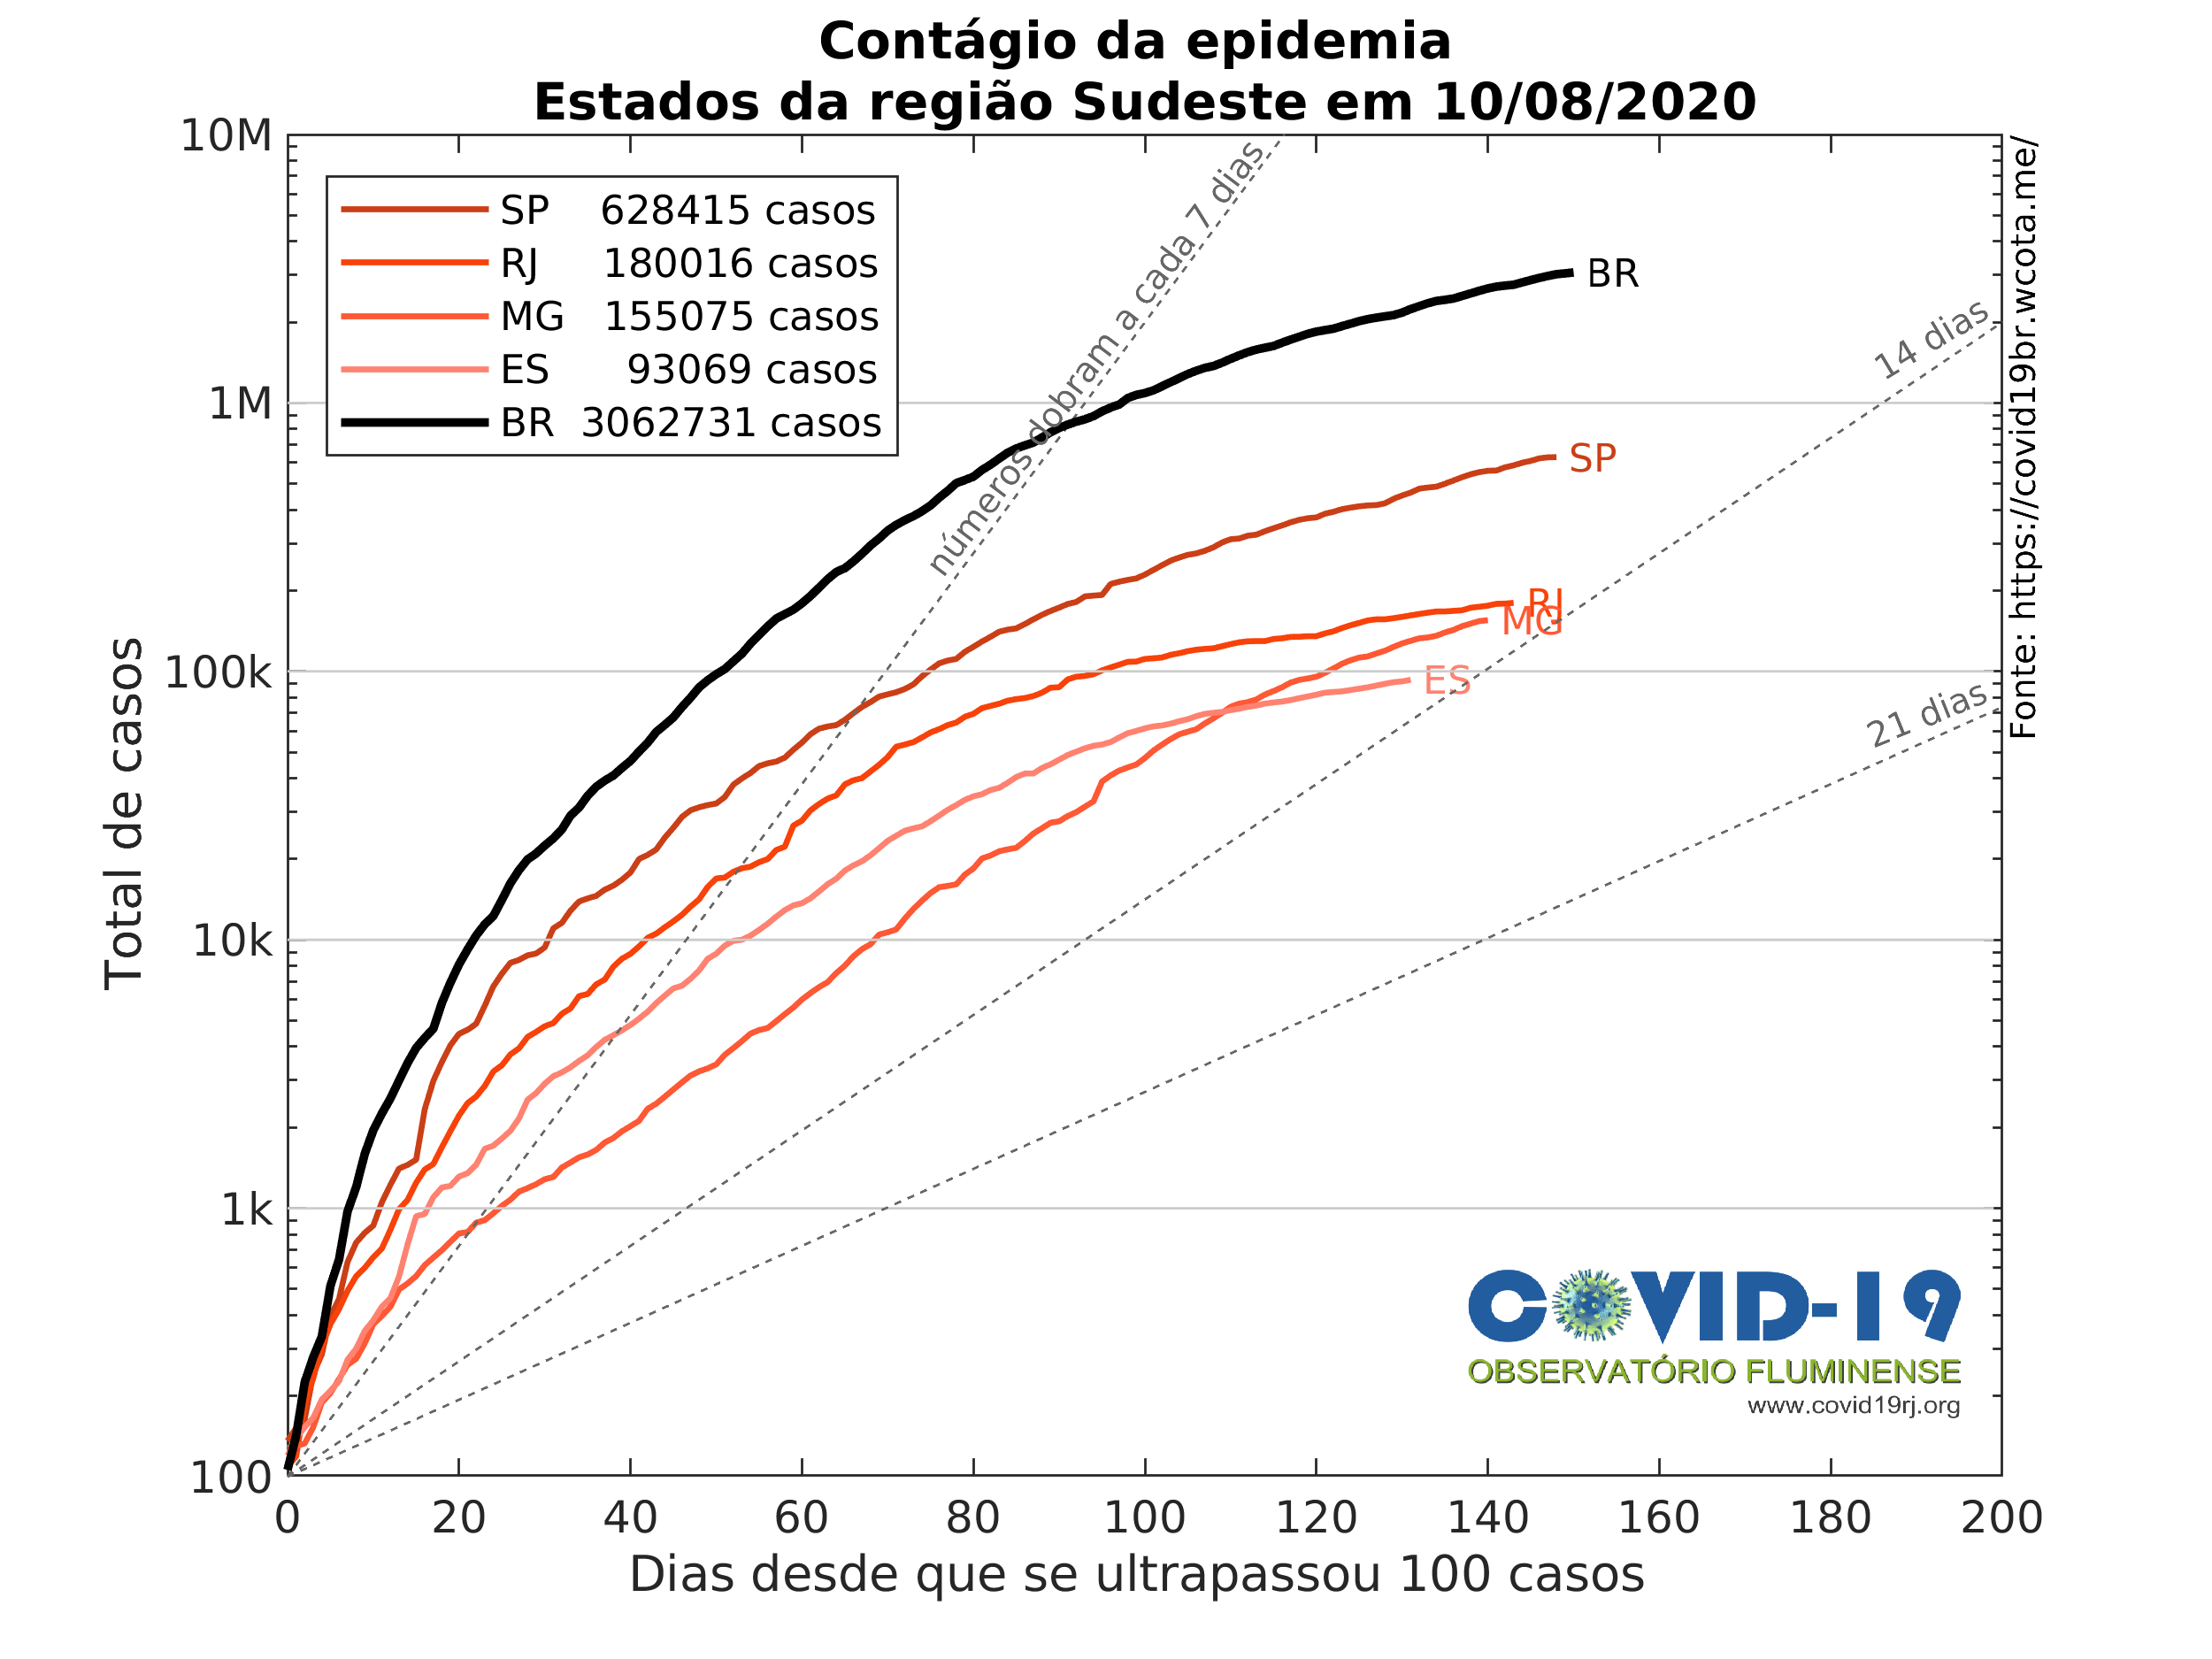 Contágio da epidemia
Estados da região Sudeste em 10/08/2020
10M
1M
100k
10k
1k
100
Total de casos
SP 628415 casos
RJ 180016 casos
MG 155075 casos
ES 93069 casos
BR 3062731 casos
números dobram a cada 7 dias
14 dias
21 dias
BR
SP
RJ
MG
ES
Fonte: https://covid19br.wcota.me/
COVID-19
OBSERVATÓRIO FLUMINENSE
www.covid19rj.org
0 20 40 60 80 100 120 140 160 180 200
Dias desde que se ultrapassou 100 casos